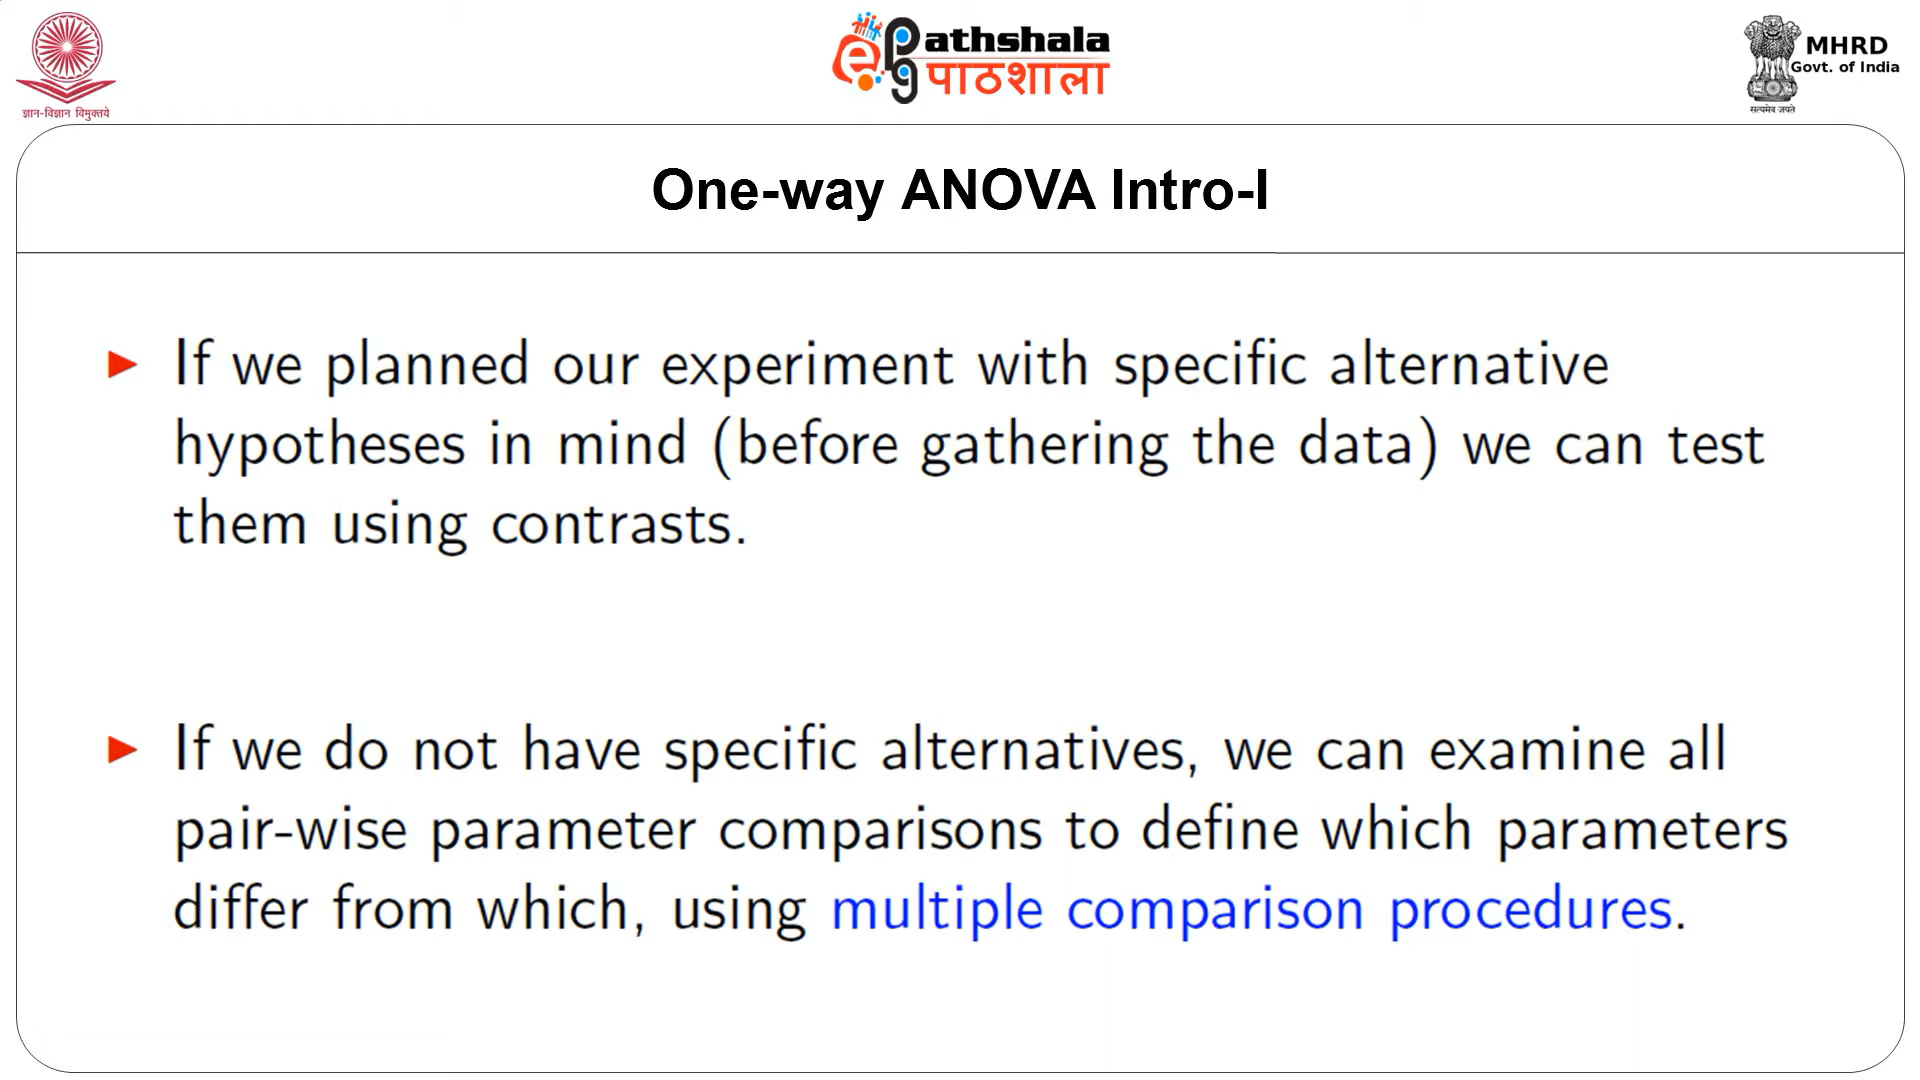 ज्ञान-विज्ञान विमुक्तये
ePG Pathshala
पाठशाला
MHRD
Govt. of India
सत्यमेव जयते
One-way ANOVA Intro-I
If we planned our experiment with specific alternative
hypotheses in mind (before gathering the data) we can test
them using contrasts.
If we do not have specific alternatives, we can examine all
pair-wise parameter comparisons to define which parameters
differ from which, using multiple comparison procedures.